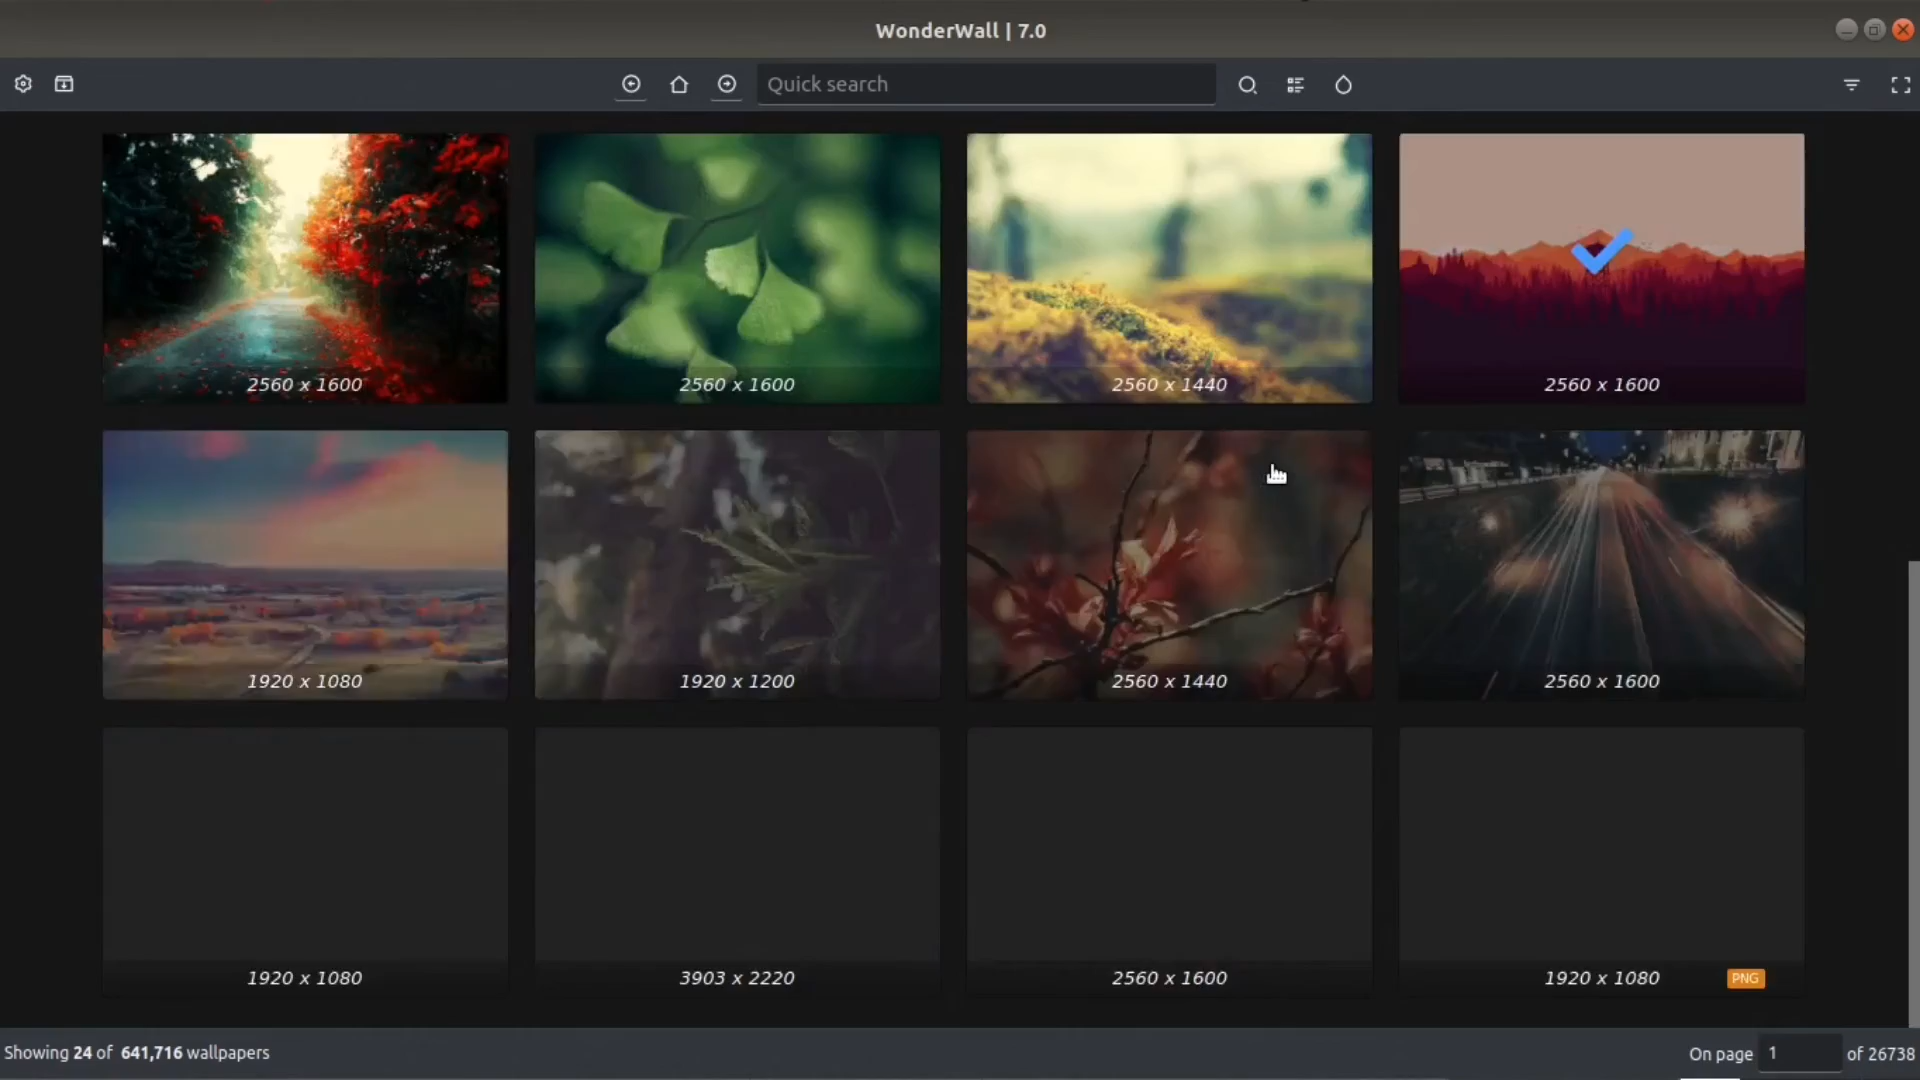 WonderWall | 7.0
Quick search
2560 x 1600
2560 x 1600
2560 x 1440
2560 x 1600
1920 x 1080
1920 x 1200
2560 x 1440
2560 x 1600
1920 x 1080
3903 x 2220
2560 x 1600
1920 x 1080 PNG
Showing 24 of 641,716 wallpapers
On page 1 of 26738